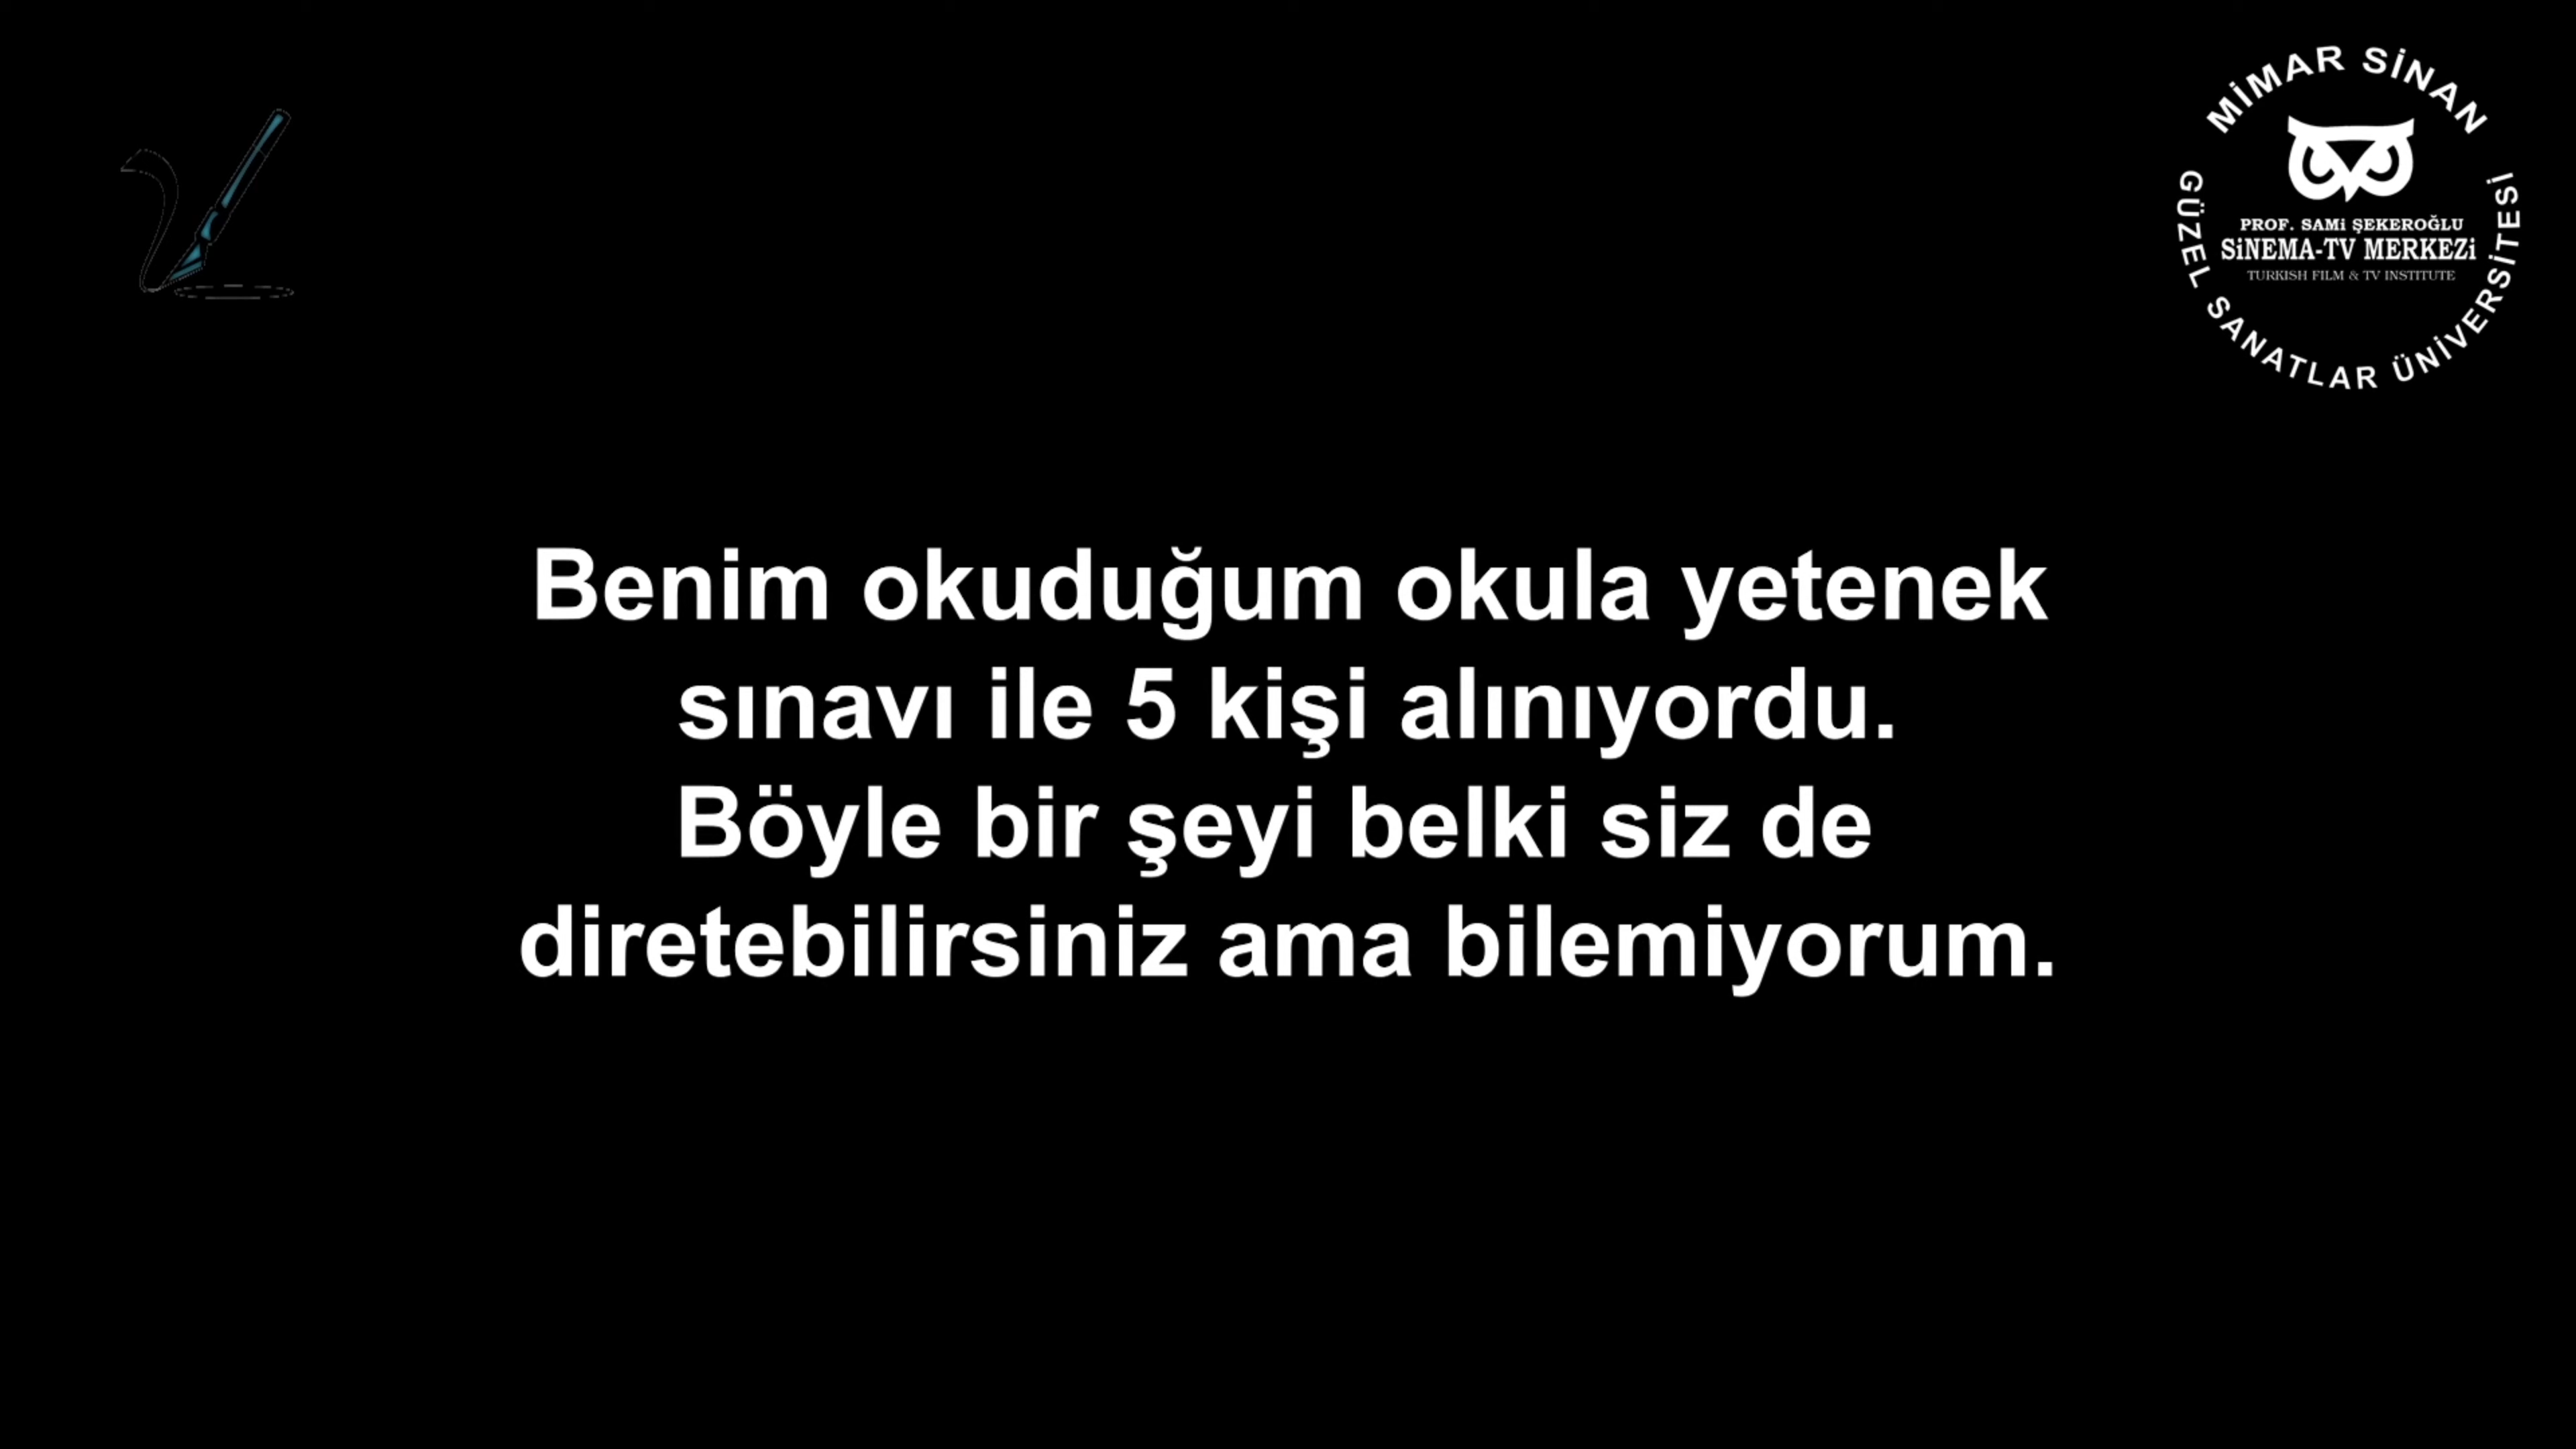 MİMAR SİNAN
GÜZEL SANATLAR ÜNİVERSİTESİ
PROF. SAMİ ŞEKEROĞLU
SİNEMA-TV MERKEZİ
TURKISH FILM & TV INSTITUTE
Benim okuduğum okula yetenek
sınavı ile 5 kişi alınıyordu.
Böyle bir şeyi belki siz de
diretebilirsiniz ama bilemiyorum.